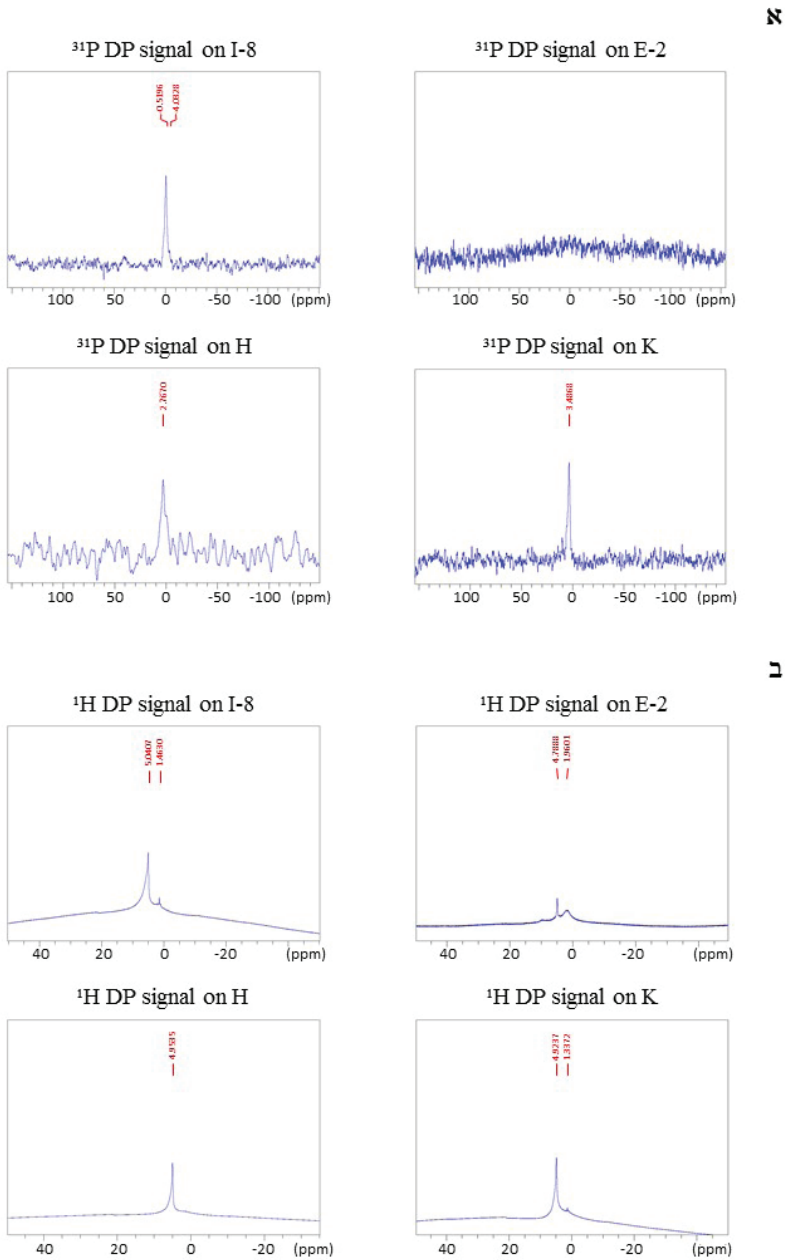 א
³¹P DP signal on I-8
³¹P DP signal on E-2
-0.5196
-4.0828
100 50 0 -50 -100 (ppm)
100 50 0 -50 -100 (ppm)
³¹P DP signal on H
³¹P DP signal on K
2.7670
3.4868
100 50 0 -50 -100 (ppm)
100 50 0 -50 -100 (ppm)
ב
¹H DP signal on I-8
¹H DP signal on E-2
5.0407
1.4630
4.7888
1.9601
40 20 0 -20 (ppm)
40 20 0 -20 (ppm)
¹H DP signal on H
¹H DP signal on K
4.9535
4.9237
1.3372
40 20 0 -20 (ppm)
40 20 0 -20 (ppm)